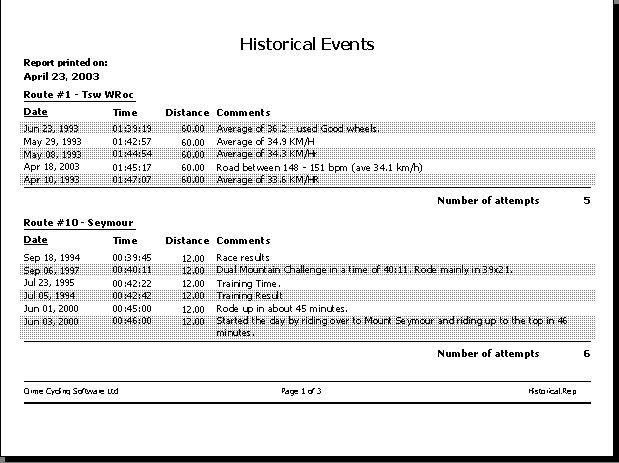 Historical Events
Report printed on:
April 23, 2003
Route #1 - Tsw WRoc
Date Time Distance Comments
Jun 23, 1993 01:39:19 60.00 Average of 36.2 - used Good wheels.
May 29, 1993 01:42:57 60.00 Average of 34.9 KM/H
May 08, 1993 01:44:54 60.00 Average of 34.3 KM/Hr
Apr 18, 2003 01:45:17 60.00 Road between 148 - 151 bpm (ave 34.1 km/h)
Apr 10, 1993 01:47:07 60.00 Average of 33.6 KM/HR
Number of attempts 5
Route #10 - Seymour
Date Time Distance Comments
Sep 18, 1994 00:39:45 12.00 Race results
Sep 06, 1997 00:40:11 12.00 Dual Mountain Challenge in a time of 40:11. Rode mainly in 39x21.
Jul 23, 1995 00:42:22 12.00 Training Time.
Jul 05, 1994 00:42:42 12.00 Training Result
Jun 01, 2000 00:45:00 12.00 Rode up in about 45 minutes.
Jun 03, 2000 00:46:00 12.00 Started the day by riding over to Mount Seymour and riding up to the top in 46
minutes.
Number of attempts 6
Orme Cycling Software Ltd Page 1 of 3 Historical.Rep